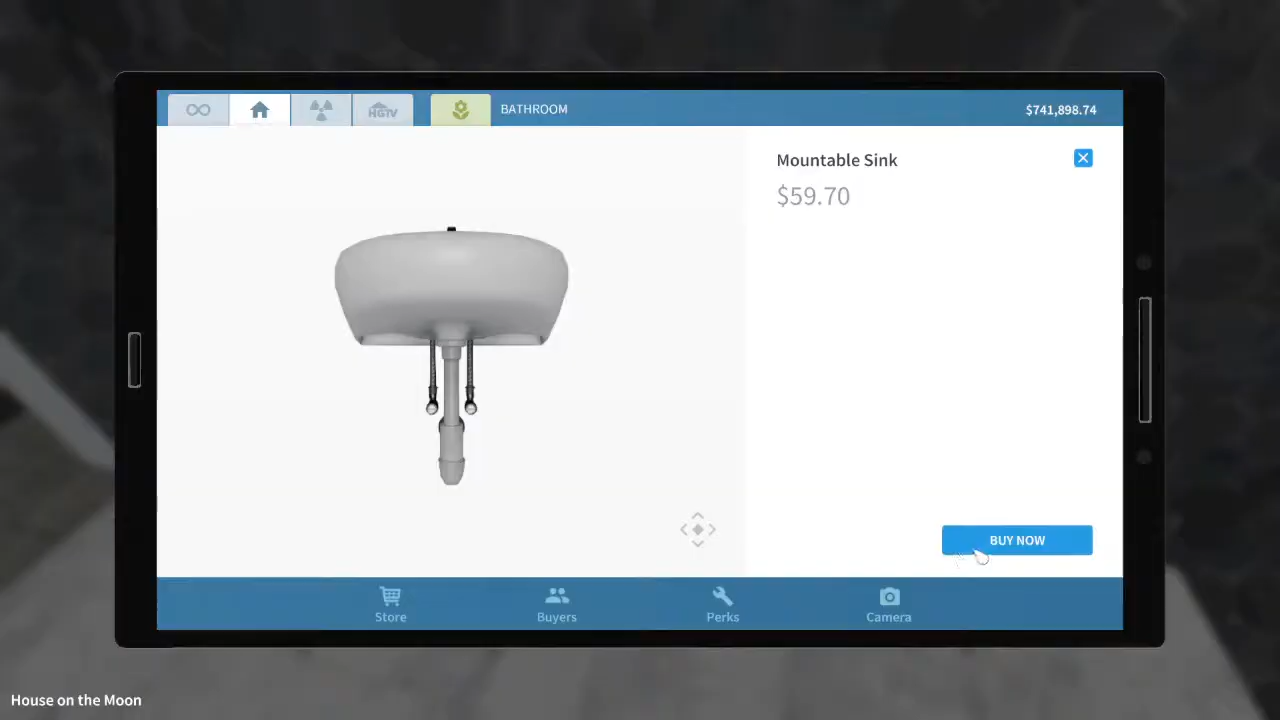 HGTV
BATHROOM
$741,898.74
Mountable Sink
$59.70
BUY NOW
Store
Buyers
Perks
Camera
House on the Moon